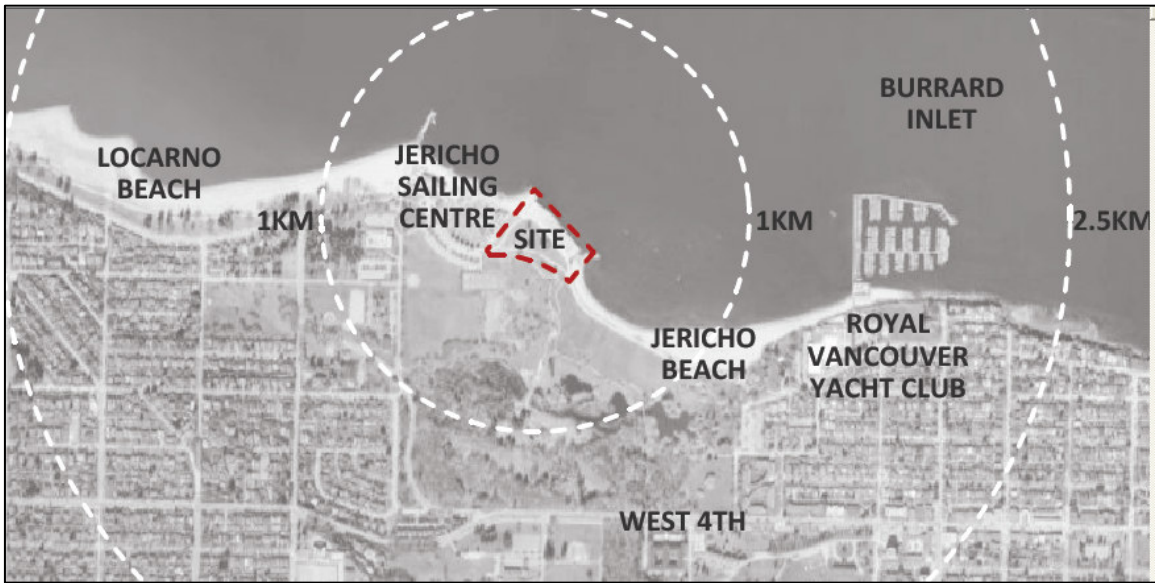 BURRARD
INLET
LOCARNO
BEACH
JERICHO
SAILING
CENTRE
1KM
SITE
1KM
2.5KM
JERICHO
BEACH
ROYAL
VANCOUVER
YACHT CLUB
WEST 4TH